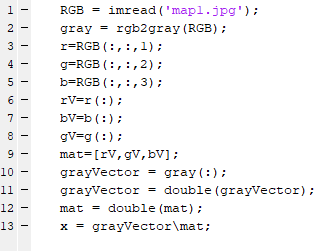 1 – RGB = imread('map1.jpg');
2 – gray = rgb2gray(RGB);
3 – r=RGB(:,:,1);
4 – g=RGB(:,:,2);
5 – b=RGB(:,:,3);
6 – rV=r(:);
7 – bV=b(:);
8 – gV=g(:);
9 – mat=[rV,gV,bV];
10 – grayVector = gray(:);
11 – grayVector = double(grayVector);
12 – mat = double(mat);
13 – x = grayVector\mat;